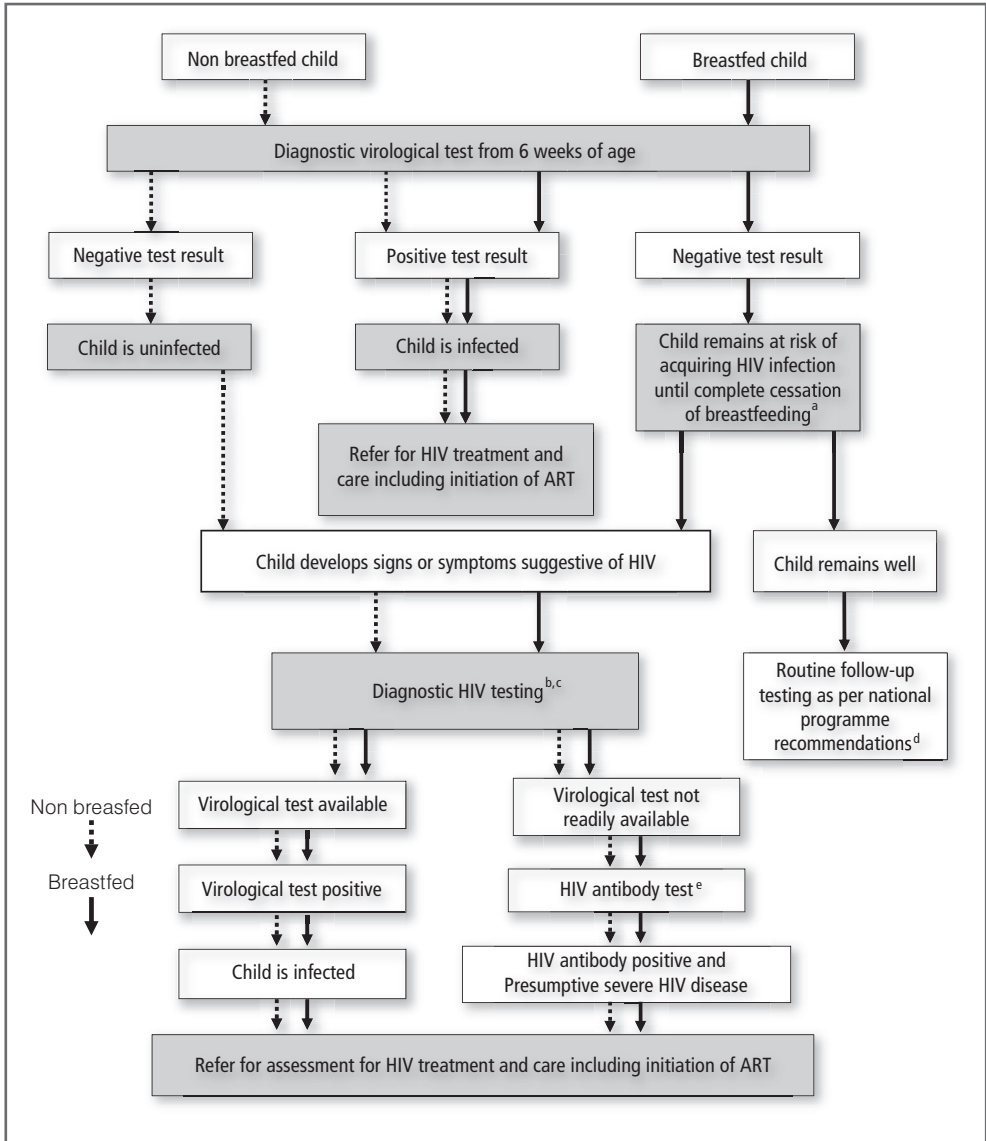 Non breastfed child
Breastfed child
Diagnostic virological test from 6 weeks of age
Negative test result
Positive test result
Negative test result
Child is uninfected
Child is infected
Child remains at risk of
acquiring HIV infection
until complete cessation
of breastfeeding a
Refer for HIV treatment and
care including initiation of ART
Child develops signs or symptoms suggestive of HIV
Child remains well
Diagnostic HIV testing b,c
Routine follow-up
testing as per national
programme
recommendations d
Non breasfed
Breastfed
Virological test available
Virological test not
readily available
Virological test positive
HIV antibody test e
Child is infected
HIV antibody positive and
Presumptive severe HIV disease
Refer for assessment for HIV treatment and care including initiation of ART